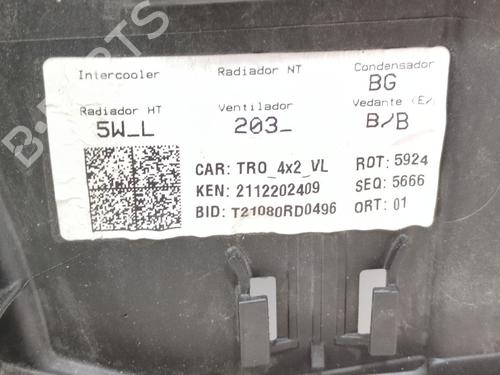 Intercooler Radiador NT Condensador
BG
Radiador HT Ventilador Vedante (E/
5W_L 203_ B/B
CAR: TRO_4x2_VL ROT: 5924
KEN: 2112202409 SEQ: 5666
BID: T21080RD0496 ORT: 01
B-PARTS